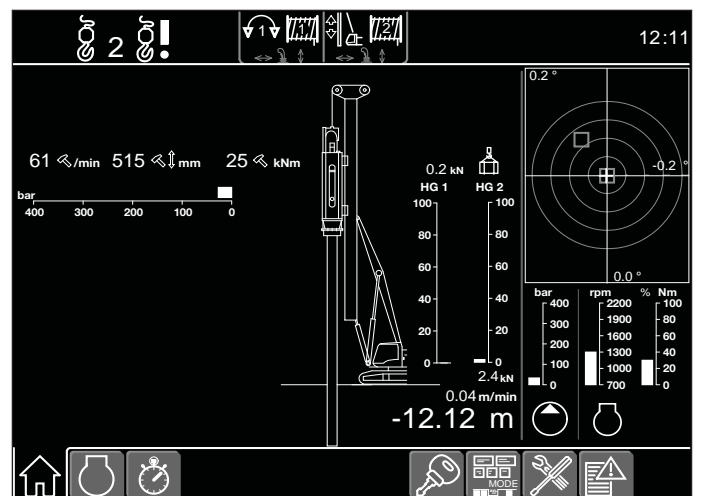 2 !
1 1 2 12:11
0.2 °
61 /min 515 mm 25 kNm
0.2 kN -0.2 °
bar HG 1 HG 2
400 300 200 100 0
100 100
80 80
60 60
40 40
20 20
0 0
0.0 °
bar rpm % Nm
400 2200 100
300 1900 80
200 1600 60
100 1300 40
0 1000 20
700 0
2.4 kN
0.04 m/min
-12.12 m
MODE